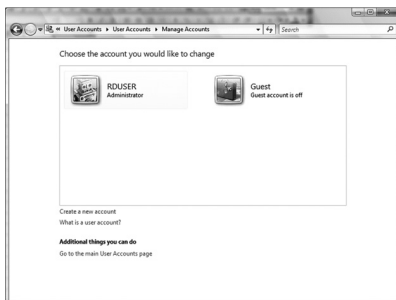 « User Accounts ▸ User Accounts ▸ Manage Accounts
Search
Choose the account you would like to change
RDUSER
Administrator
Guest
Guest account is off
Create a new account
What is a user account?
Additional things you can do
Go to the main User Accounts page